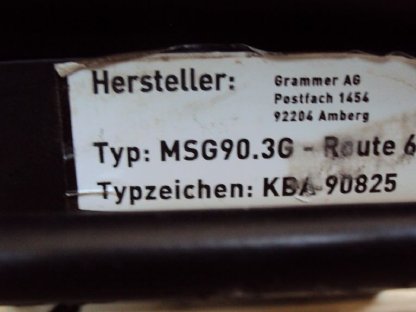 Hersteller: Grammer AG
Postfach 1454
92204 Amberg
Typ: MSG90.3G - Route 6
Typzeichen: KBA 90825